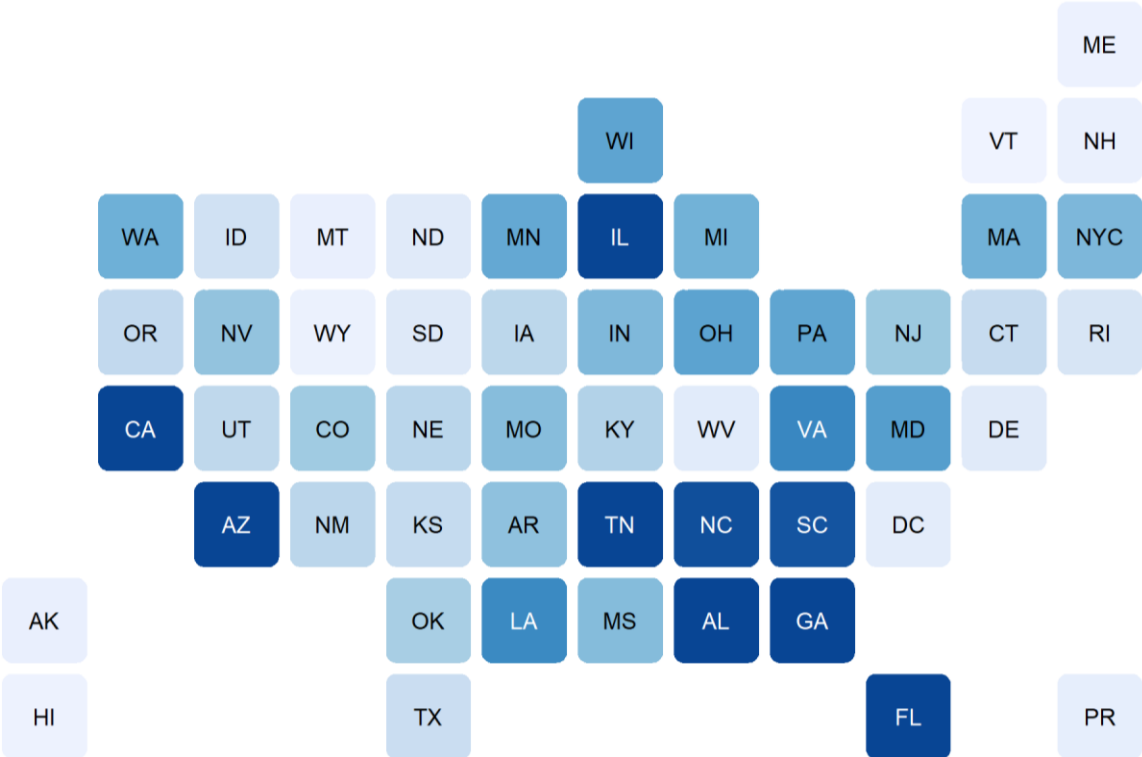 ME
WI VT NH
WA ID MT ND MN IL MI MA NYC
OR NV WY SD IA IN OH PA NJ CT RI
CA UT CO NE MO KY WV VA MD DE
AZ NM KS AR TN NC SC DC
AK OK LA MS AL GA
HI TX FL PR